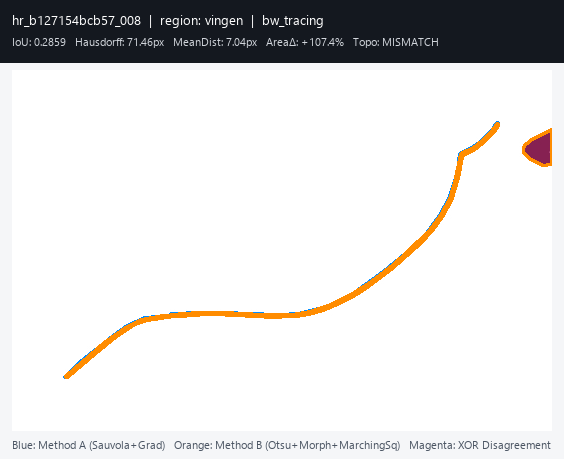 hr_b127154bcb57_008 | region: vingen | bw_tracing
IoU: 0.2859 Hausdorff: 71.46px MeanDist: 7.04px AreaΔ: +107.4% Topo: MISMATCH
Blue: Method A (Sauvola+Grad) Orange: Method B (Otsu+Morph+MarchingSq) Magenta: XOR Disagreement